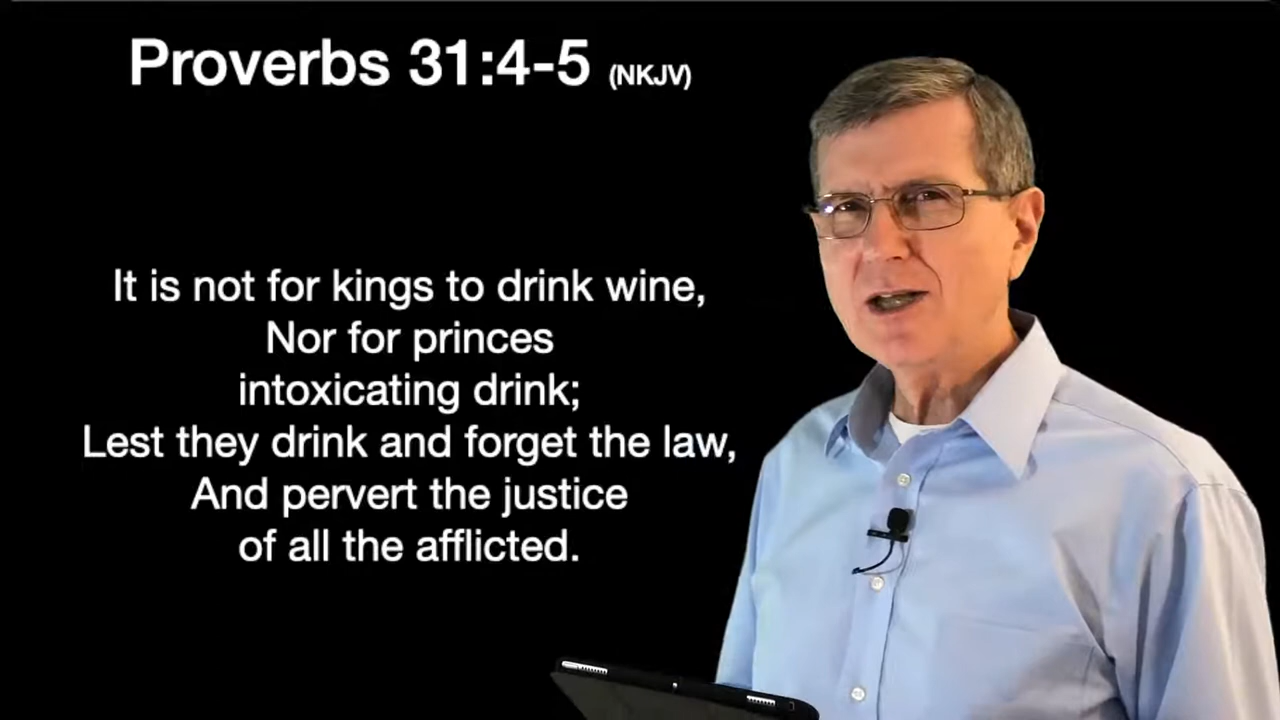 Proverbs 31:4-5 (NKJV)
It is not for kings to drink wine,
Nor for princes
intoxicating drink;
Lest they drink and forget the law,
And pervert the justice
of all the afflicted.